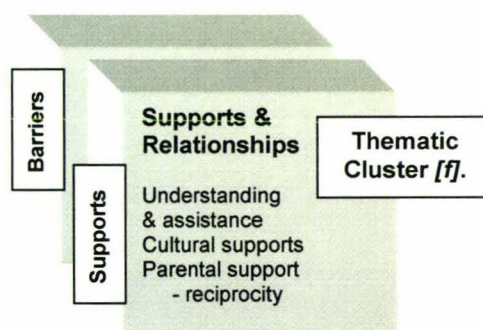 Barriers
Supports
Supports &
Relationships
Understanding
& assistance
Cultural supports
Parental support
- reciprocity
Thematic
Cluster [f].